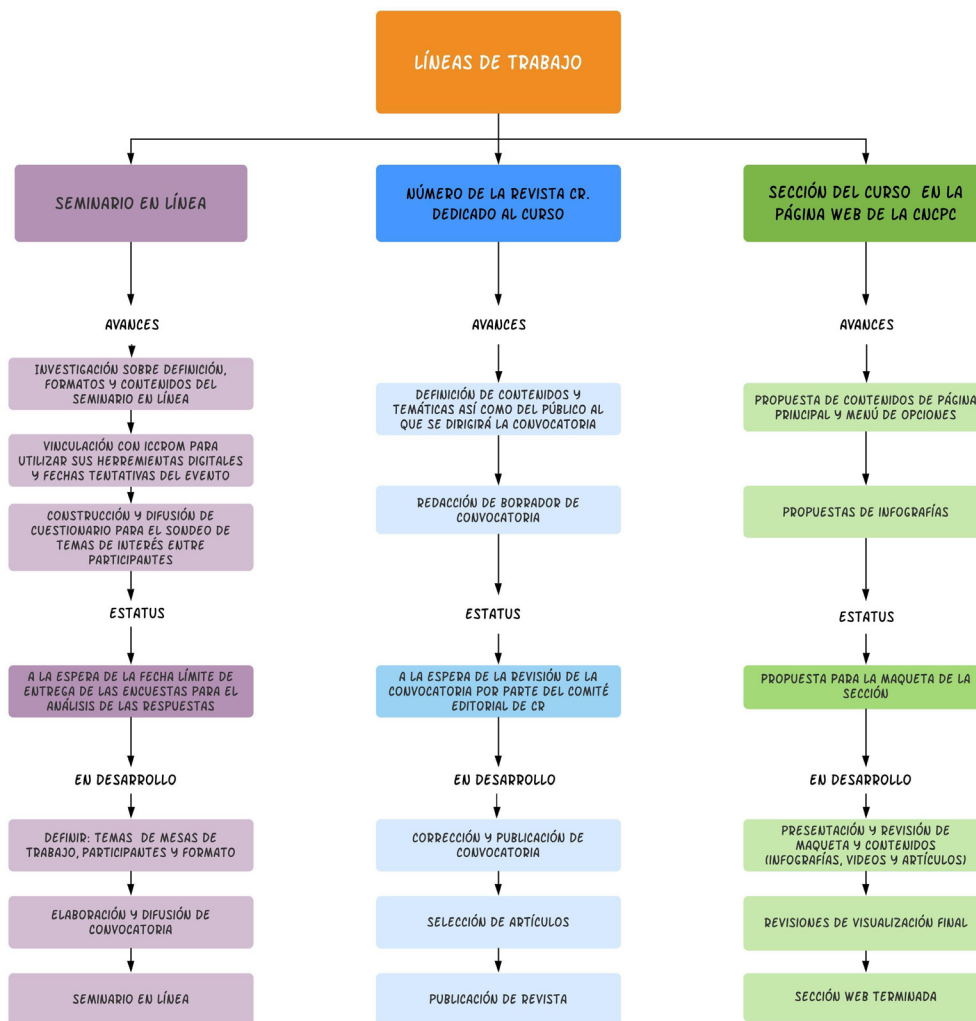 LÍNEAS DE TRABAJO
SEMINARIO EN LÍNEA
AVANCES
INVESTIGACIÓN SOBRE DEFINICIÓN,
FORMATOS Y CONTENIDOS DEL
SEMINARIO EN LÍNEA
VINCULACIÓN CON ICCROM PARA
UTILIZAR SUS HERREMIENTAS DIGITALES
Y FECHAS TENTATIVAS DEL EVENTO
CONSTRUCCIÓN Y DIFUSIÓN DE
CUESTIONARIO PARA EL SONDEO DE
TEMAS DE INTERÉS ENTRE
PARTICIPANTES
ESTATUS
A LA ESPERA DE LA FECHA LÍMITE DE
ENTREGA DE LAS ENCUESTAS PARA EL
ANÁLISIS DE LAS RESPUESTAS
EN DESARROLLO
DEFINIR: TEMAS DE MESAS DE
TRABAJO, PARTICIPANTES Y FORMATO
ELABORACIÓN Y DIFUSIÓN DE
CONVOCATORIA
SEMINARIO EN LÍNEA
NÚMERO DE LA REVISTA CR.
DEDICADO AL CURSO
AVANCES
DEFINICIÓN DE CONTENIDOS Y
TEMÁTICAS ASÍ COMO DEL PÚBLICO AL
QUE SE DIRIGIRÁ LA CONVOCATORIA
REDACCIÓN DE BORRADOR DE
CONVOCATORIA
ESTATUS
A LA ESPERA DE LA REVISIÓN DE LA
CONVOCATORIA POR PARTE DEL COMITÉ
EDITORIAL DE CR
EN DESARROLLO
CORRECCIÓN Y PUBLICACIÓN DE
CONVOCATORIA
SELECCIÓN DE ARTÍCULOS
PUBLICACIÓN DE REVISTA
SECCIÓN DEL CURSO EN LA
PÁGINA WEB DE LA CNCPC
AVANCES
PROPUESTA DE CONTENIDOS DE PÁGINA
PRINCIPAL Y MENÚ DE OPCIONES
PROPUESTAS DE INFOGRAFÍAS
ESTATUS
PROPUESTA PARA LA MAQUETA DE LA
SECCIÓN
EN DESARROLLO
PRESENTACIÓN Y REVISIÓN DE
MAQUETA Y CONTENIDOS
(INFOGRAFÍAS, VIDEOS Y ARTÍCULOS)
REVISIONES DE VISUALIZACIÓN FINAL
SECCIÓN WEB TERMINADA